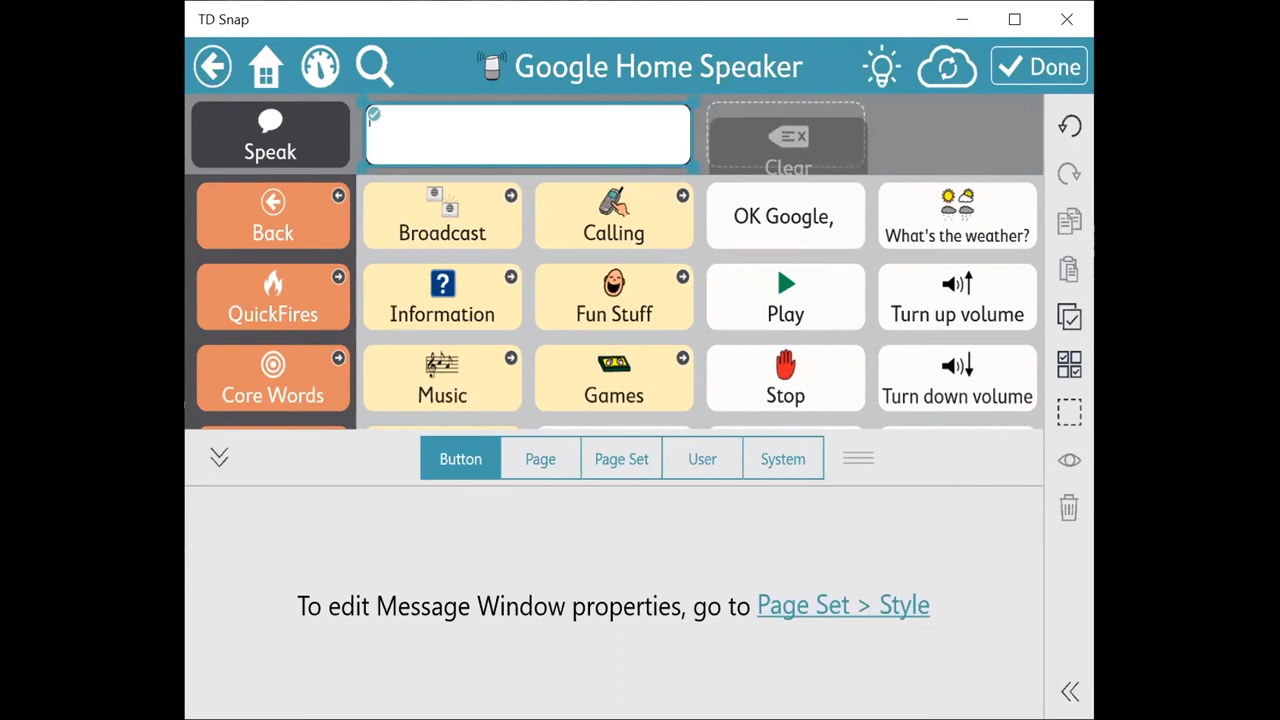 TD Snap
Google Home Speaker
Done
Speak
Clear
Back
Broadcast
Calling
OK Google,
What's the weather?
QuickFires
Information
Fun Stuff
Play
Turn up volume
Core Words
Music
Games
Stop
Turn down volume
Button
Page
Page Set
User
System
To edit Message Window properties, go to Page Set > Style